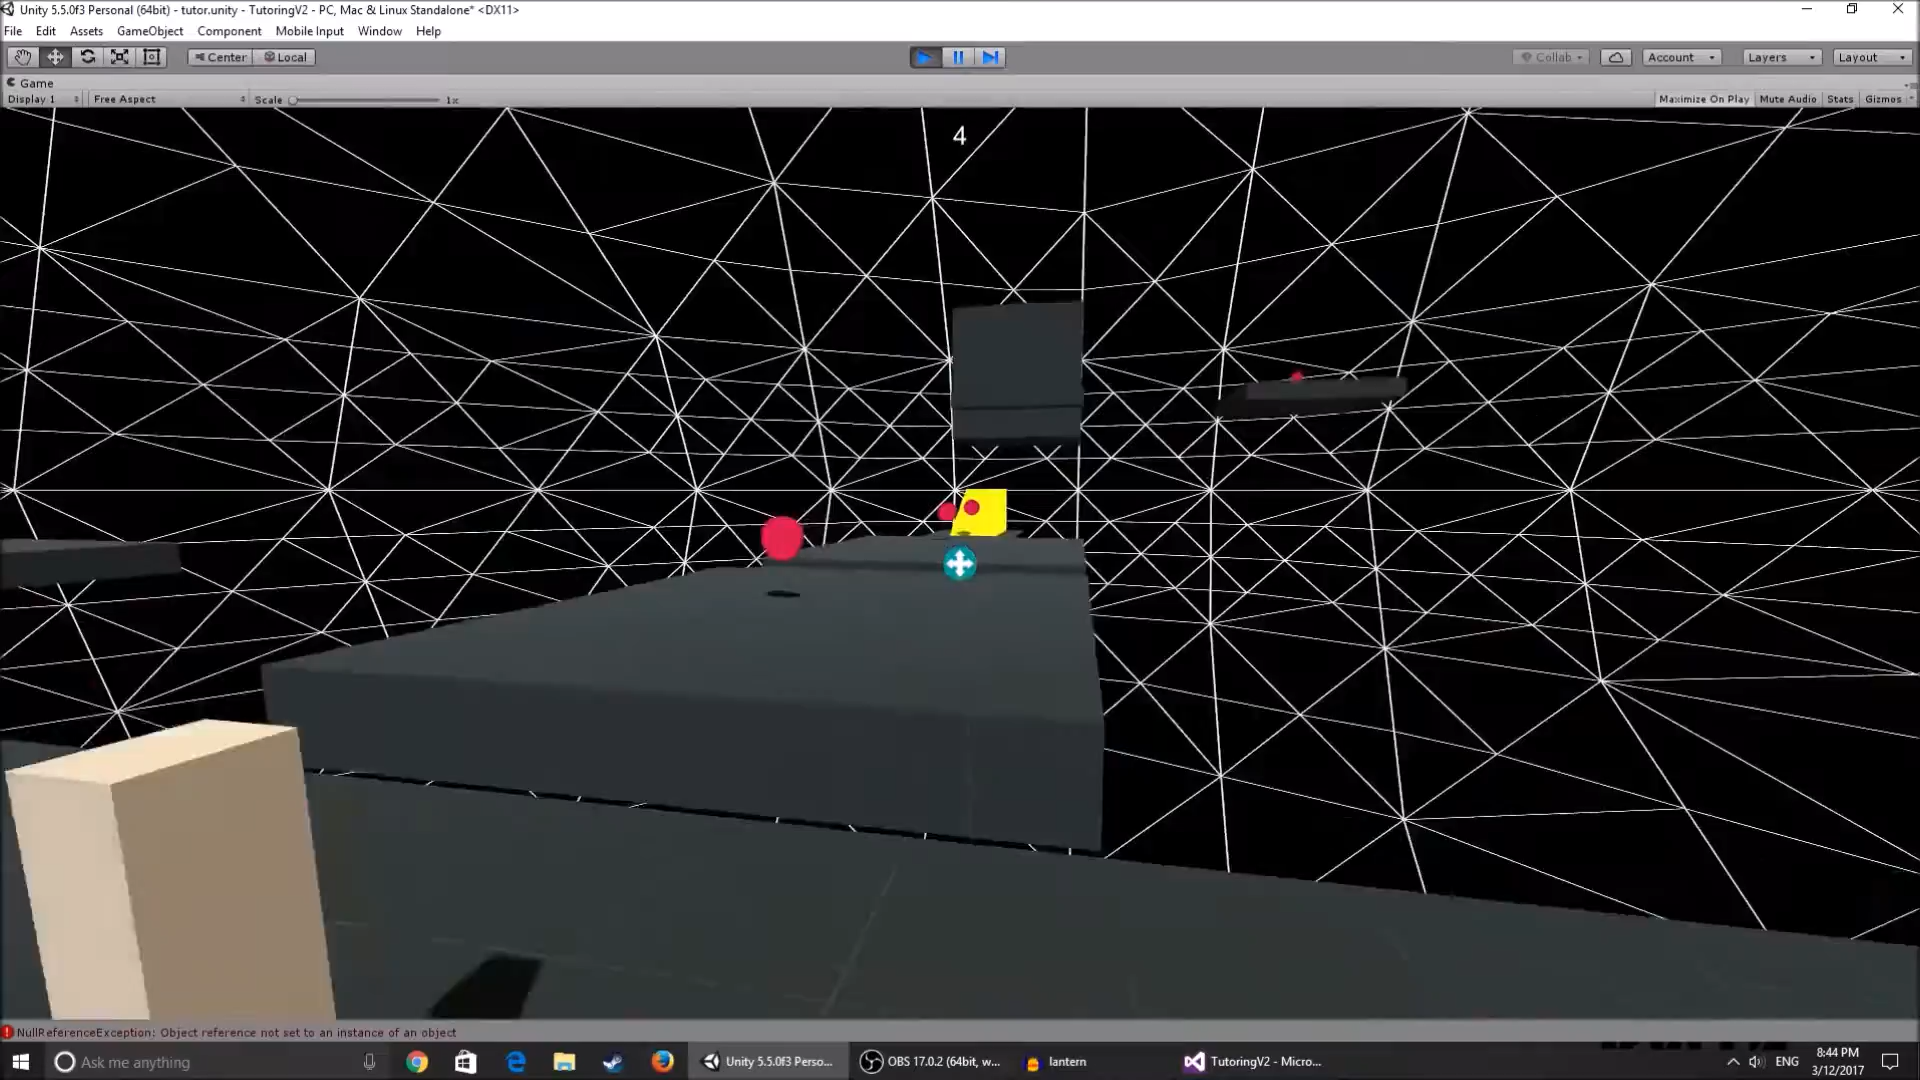 Unity 5.5.0f3 Personal (64bit) - tutor.unity - TutoringV2 - PC, Mac & Linux Standalone* <DX11>
File Edit Assets GameObject Component Mobile Input Window Help
Center Local Collab Account Layers Layout
Game
Display 1 Free Aspect Scale 1x Maximize On Play Mute Audio Stats Gizmos
4
NullReferenceException: Object reference not set to an instance of an object
Ask me anything Unity 5.5.0f3 Perso... OBS 17.0.2 (64bit, w... lantern TutoringV2 - Micro... ENG 8:44 PM
3/12/2017